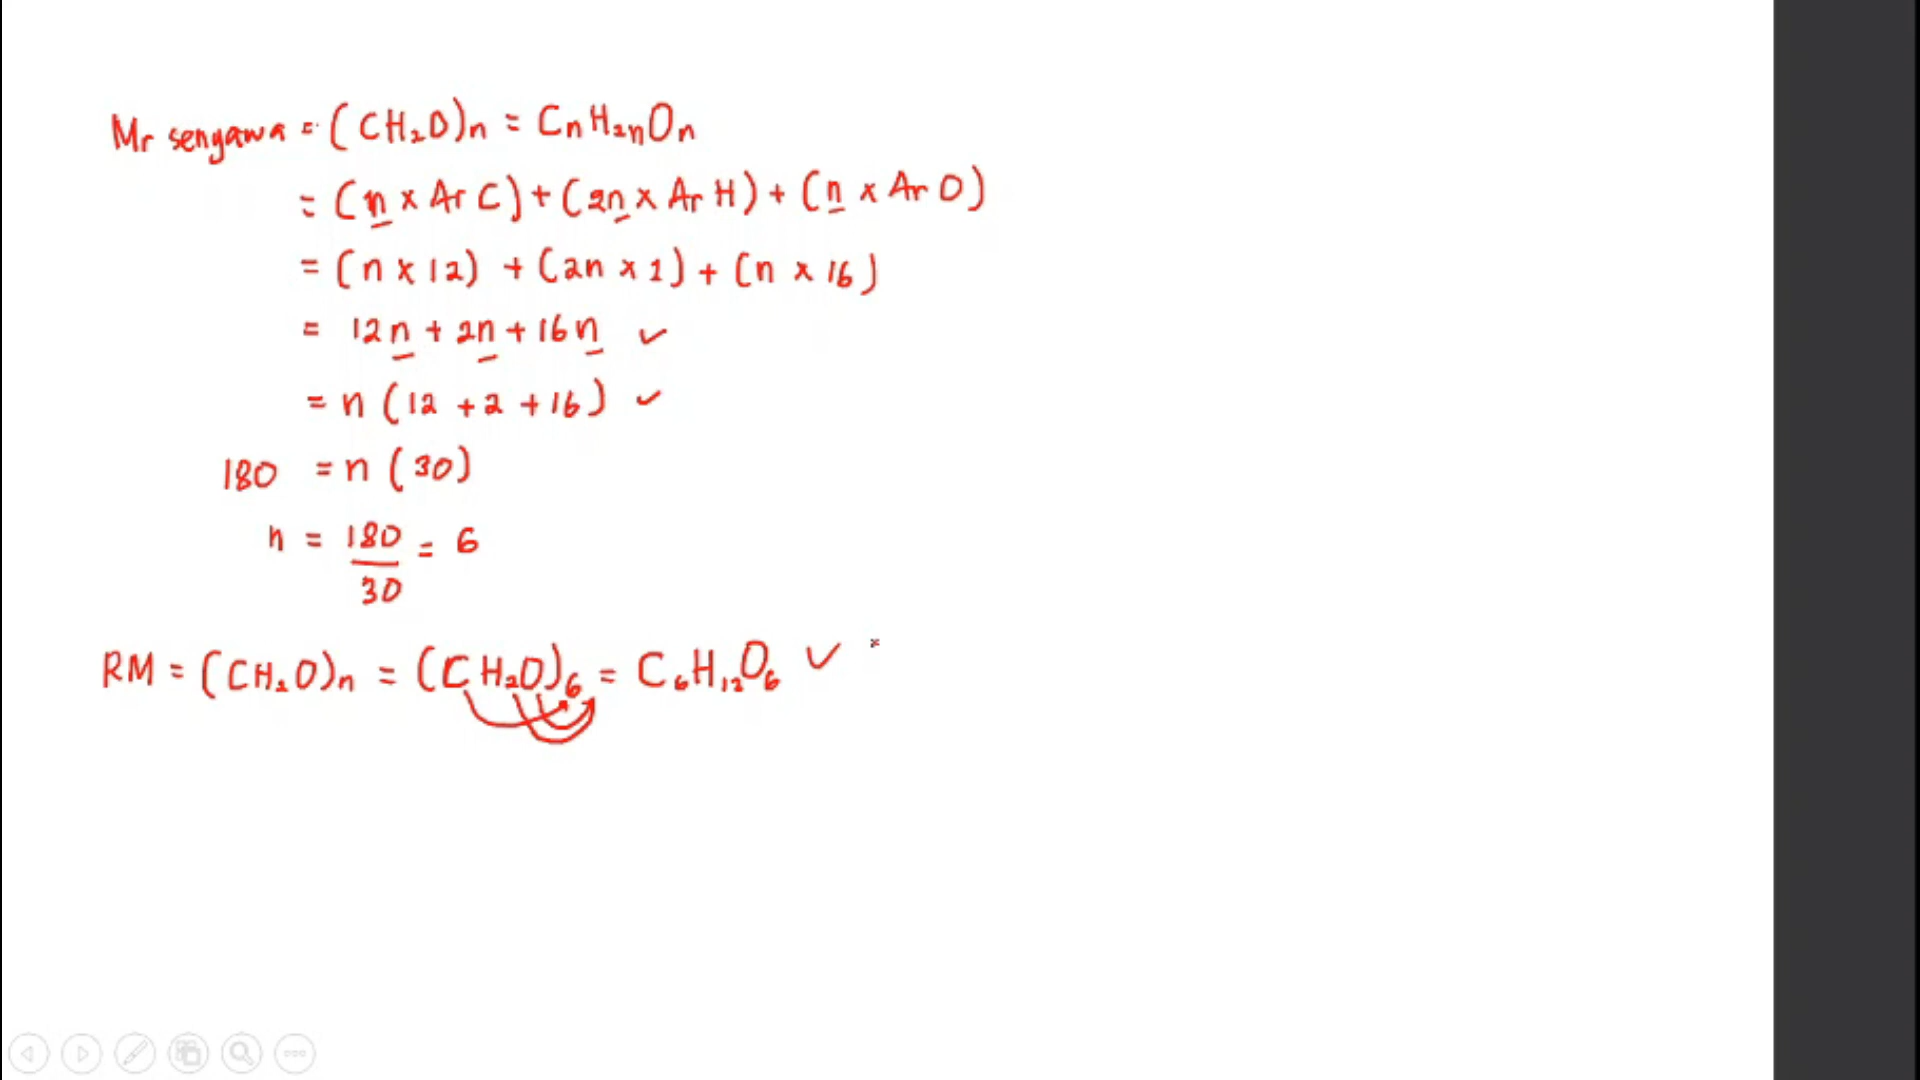 Mr senyawa = (CH₂O)n = CnH₂nOn
= (n × Ar C) + (2n × Ar H) + (n × Ar O)
= (n × 12) + (2n × 1) + (n × 16)
= 12n + 2n + 16n ✓
= n (12 + 2 + 16) ✓
180 = n (30)
n = 180/30 = 6
RM = (CH₂O)n = (CH₂O)₆ = C₆H₁₂O₆ ✓